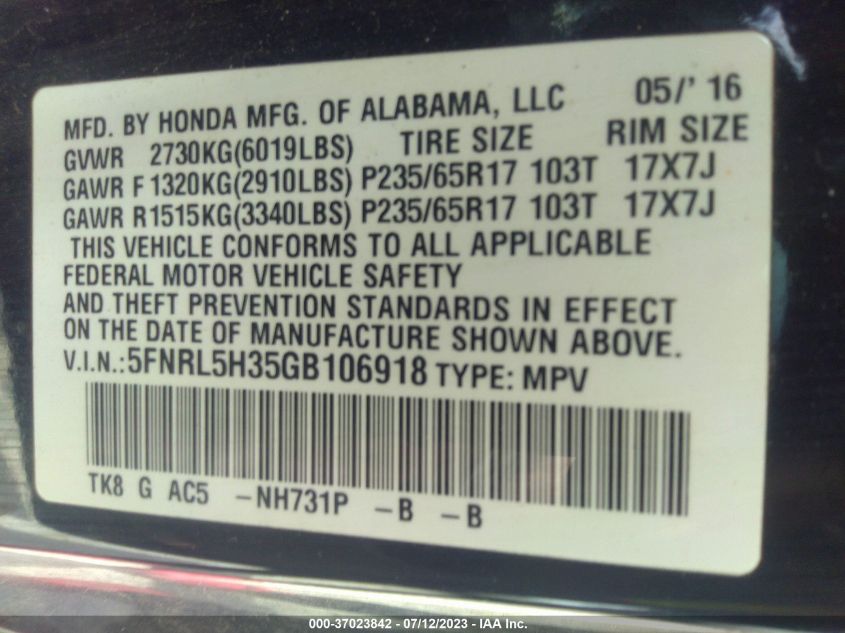 MFD. BY HONDA MFG. OF ALABAMA, LLC 05/' 16
GVWR 2730KG(6019LBS) TIRE SIZE RIM SIZE
GAWR F 1320KG(2910LBS) P235/65R17 103T 17X7J
GAWR R1515KG(3340LBS) P235/65R17 103T 17X7J
THIS VEHICLE CONFORMS TO ALL APPLICABLE
FEDERAL MOTOR VEHICLE SAFETY
AND THEFT PREVENTION STANDARDS IN EFFECT
ON THE DATE OF MANUFACTURE SHOWN ABOVE.
V.I.N.:5FNRL5H35GB106918 TYPE: MPV
TK8 G AC5 -NH731P -B -B
000-37023842 - 07/12/2023 - IAA Inc.